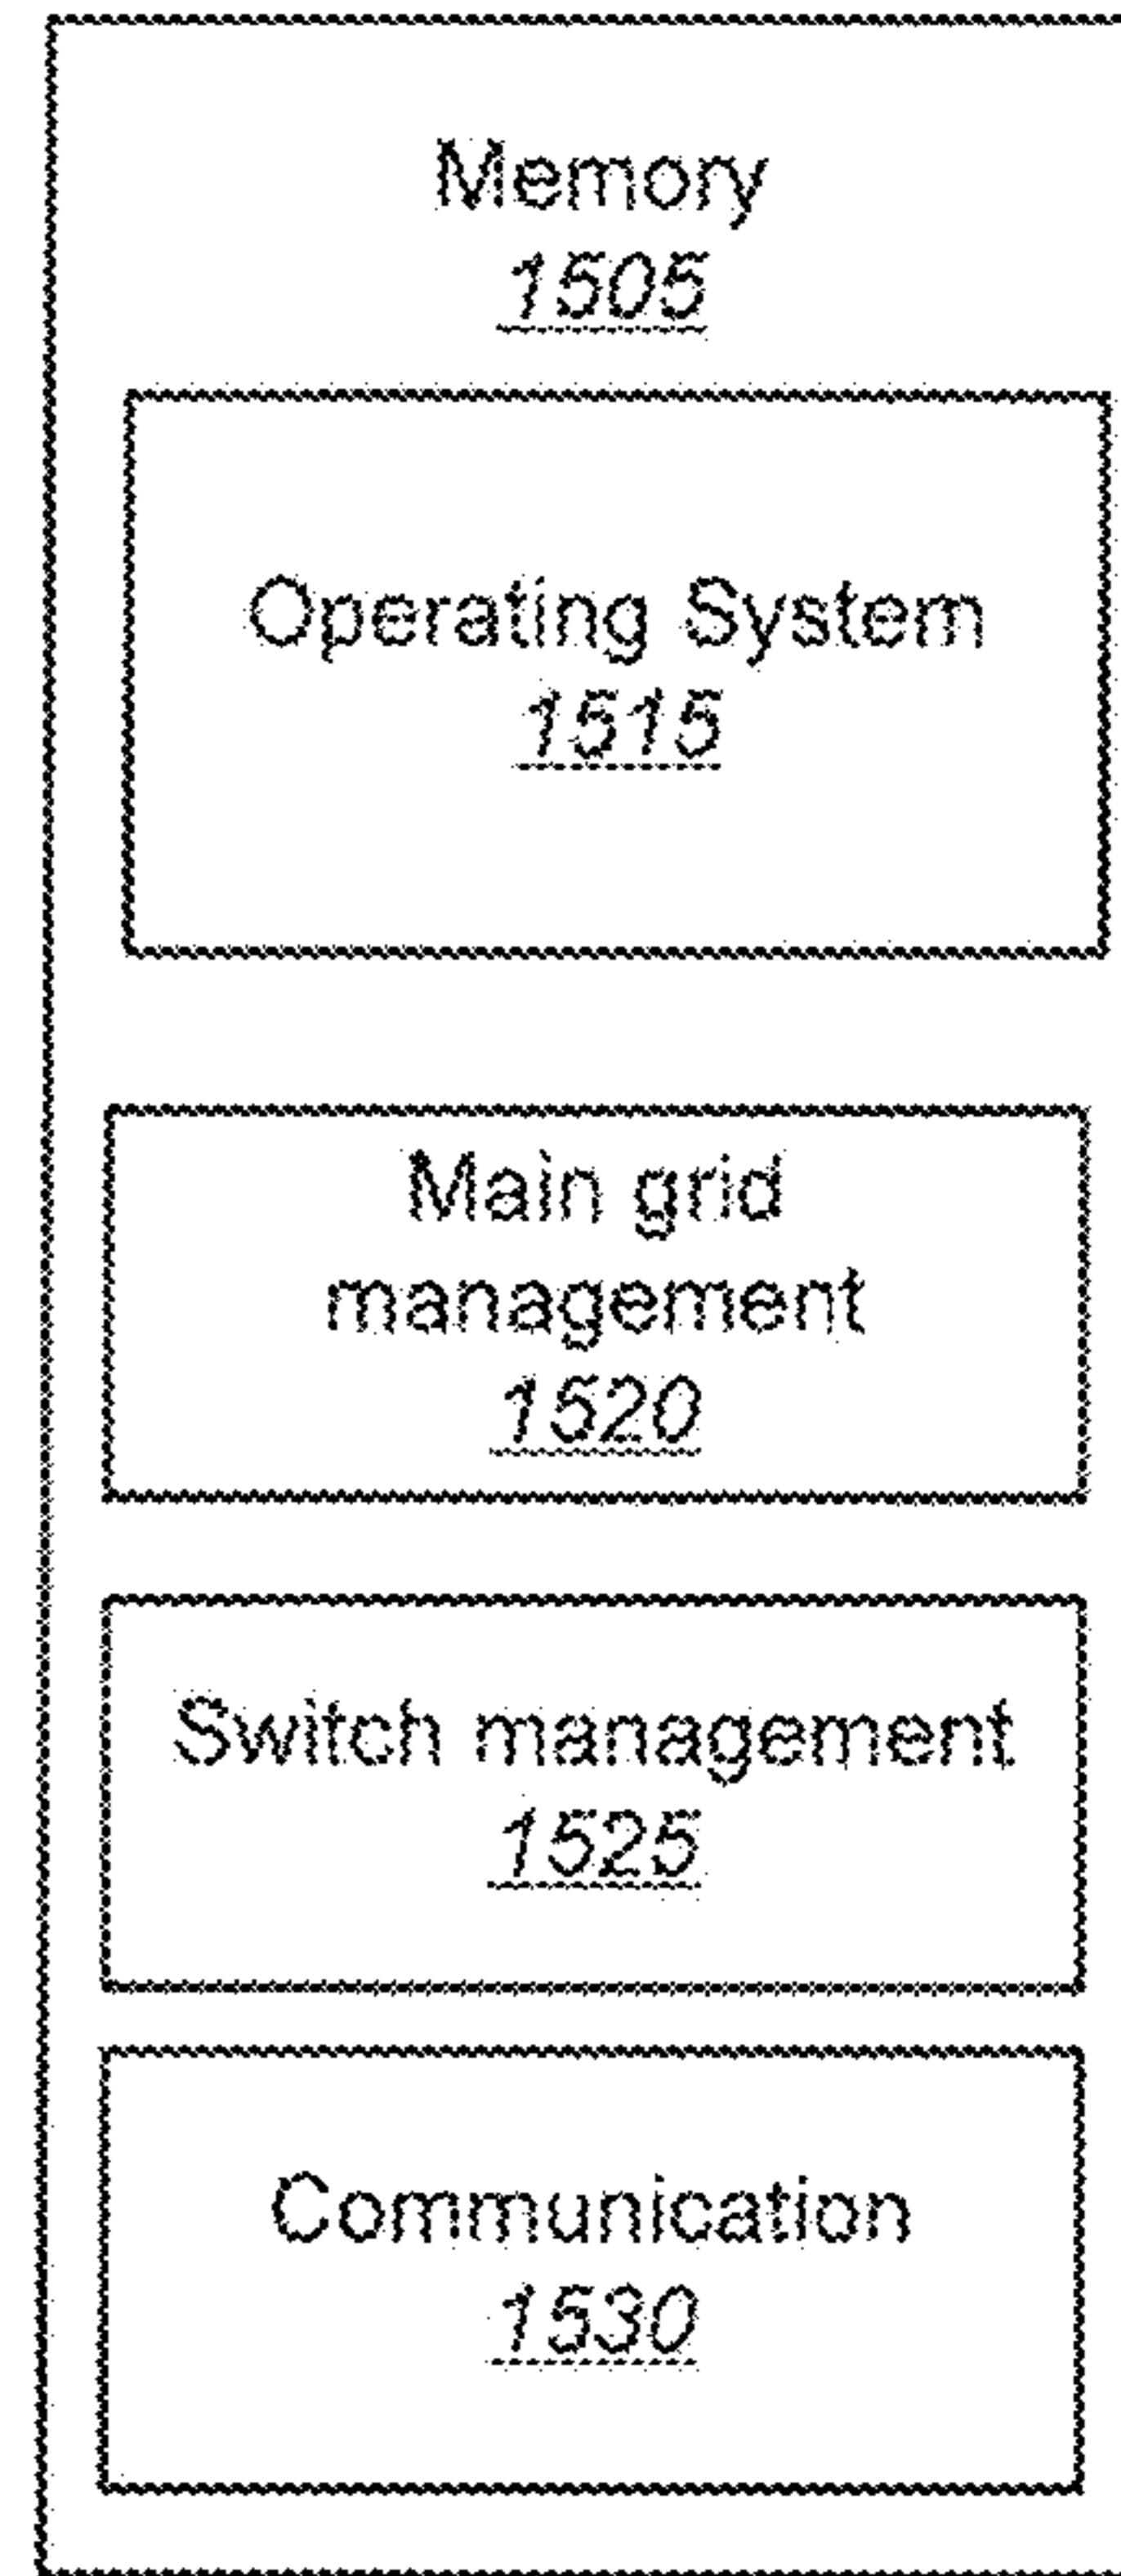 Memory
1505
Operating System
1515
Main grid
management
1520
Switch management
1525
Communication
1530